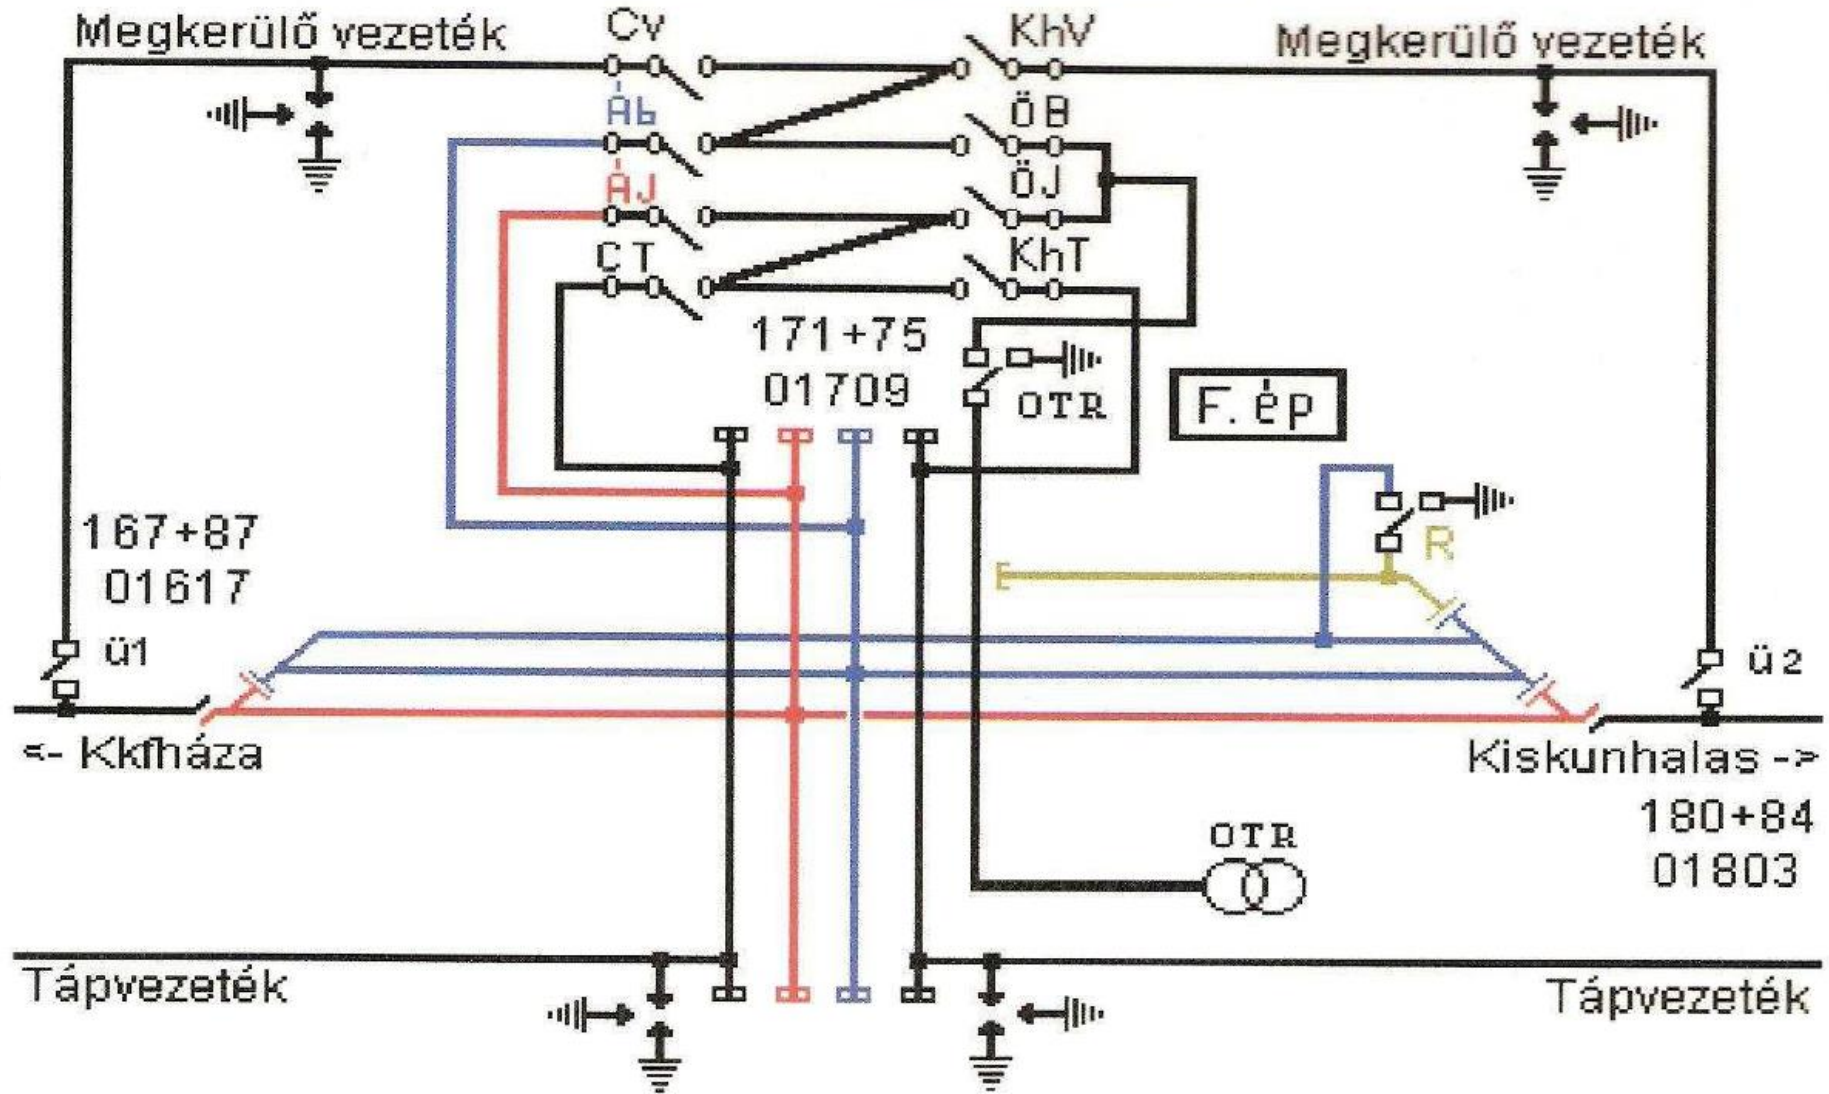 Megkerülő vezeték
Cv
KhV
Megkerülő vezeték
Áb
ÖB
ÁJ
ÖJ
CT
KhT
171+75
01709
OTR
F. ép
167+87
01617
R
ü1
ü2
<- Kkfháza
Kiskunhalas ->
180+84
01803
OTR
Tápvezeték
Tápvezeték